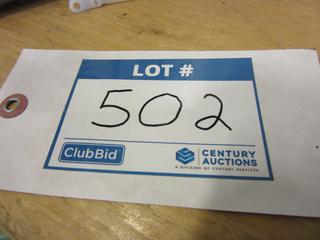 LOT #
502
ClubBid
CENTURY
AUCTIONS
A DIVISION OF CENTURY SERVICES